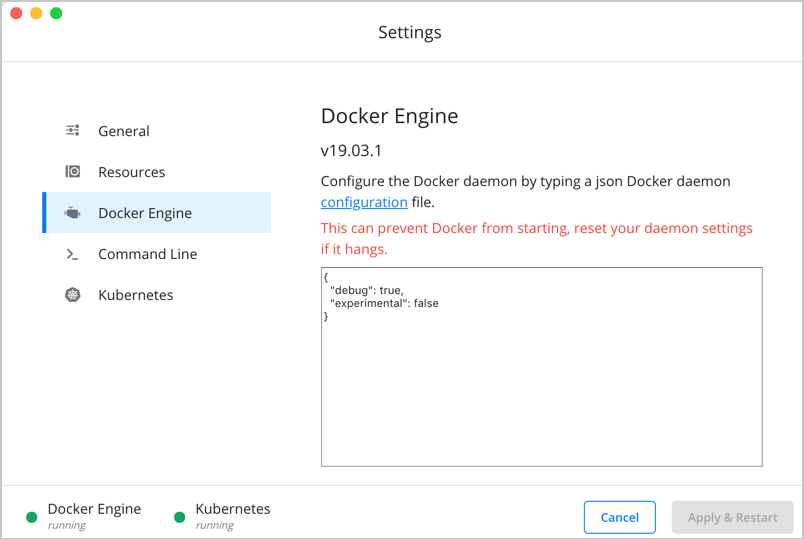 Settings
General
Resources
Docker Engine
Command Line
Kubernetes
Docker Engine
v19.03.1
Configure the Docker daemon by typing a json Docker daemon
configuration file.
This can prevent Docker from starting, reset your daemon settings
if it hangs.
{
  "debug": true,
  "experimental": false
}
Docker Engine
running
Kubernetes
running
Cancel
Apply & Restart